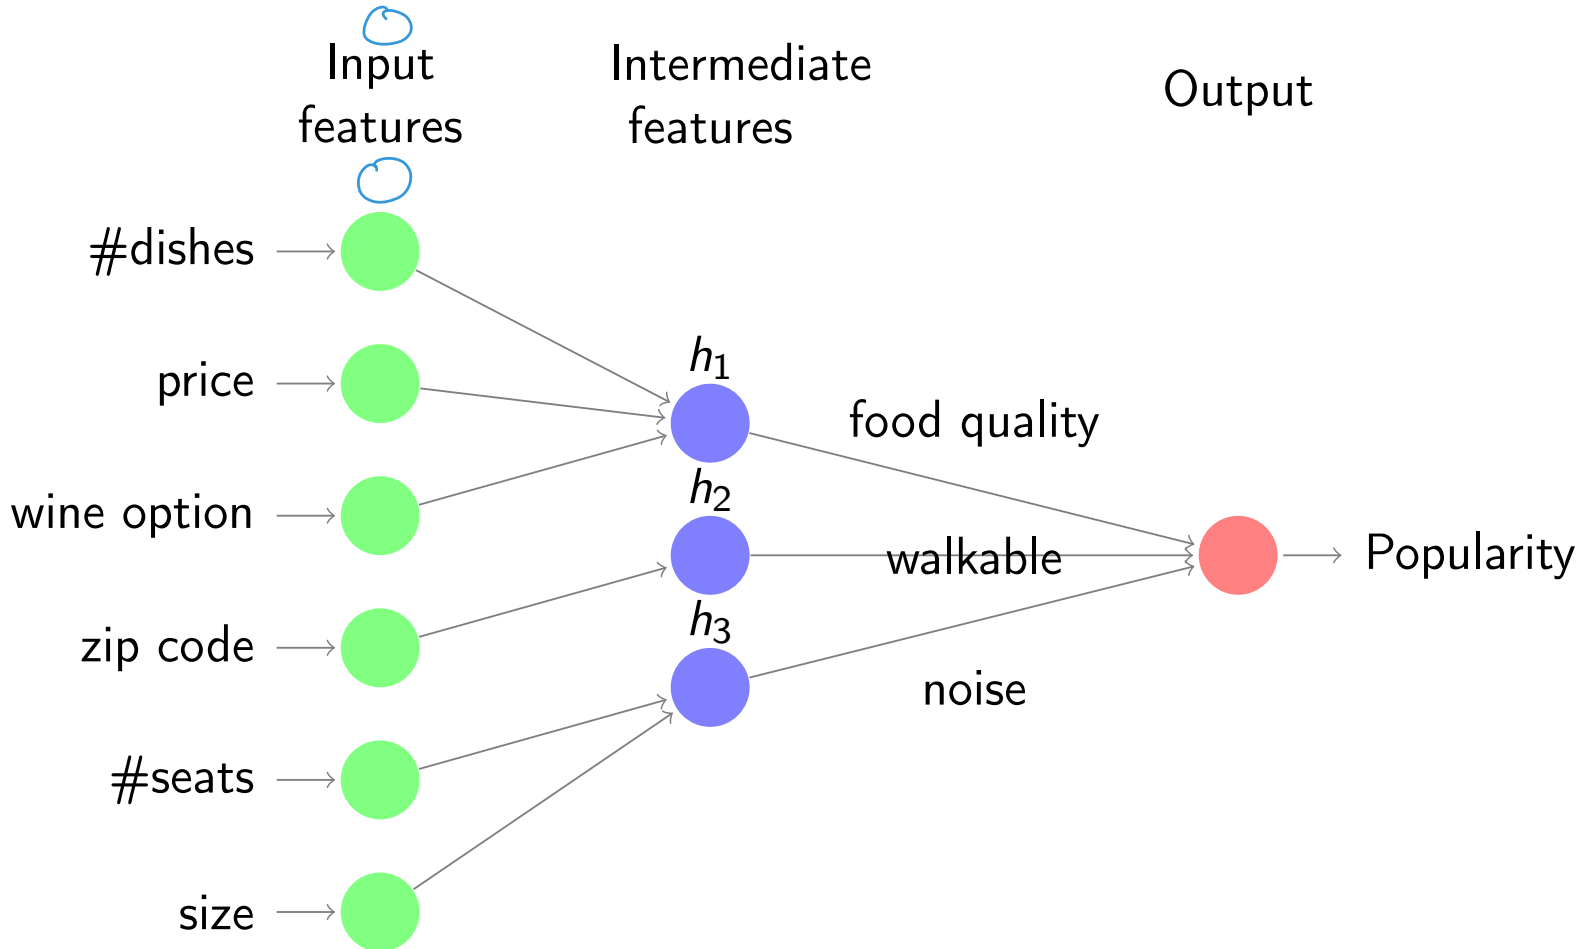 Input
features
Intermediate
features
Output
#dishes
price
wine option
zip code
#seats
size
h1
h2
h3
food quality
walkable
noise
Popularity